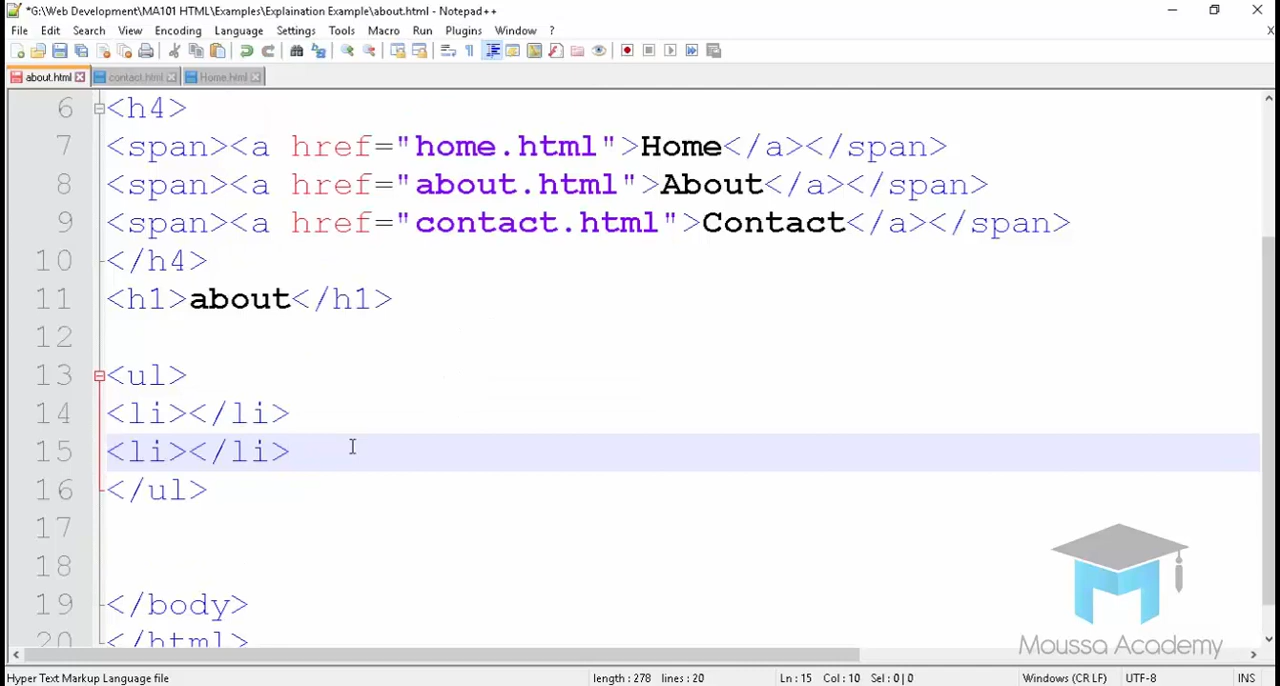 *G:\Web Development\MA101 HTML\Examples\Explaination Example\about.html - Notepad++
File Edit Search View Encoding Language Settings Tools Macro Run Plugins Window ? X
about.html contact.html Home.html
6 <h4>
7 <span><a href="home.html">Home</a></span>
8 <span><a href="about.html">About</a></span>
9 <span><a href="contact.html">Contact</a></span>
10 </h4>
11 <h1>about</h1>
12
13 <ul>
14 <li></li>
15 <li></li>
16 </ul>
17
18
19 </body>
20 </html>
Moussa Academy
Hyper Text Markup Language file length : 278 lines : 20 Ln : 15 Col : 10 Sel : 0 | 0 Windows (CR LF) UTF-8 INS